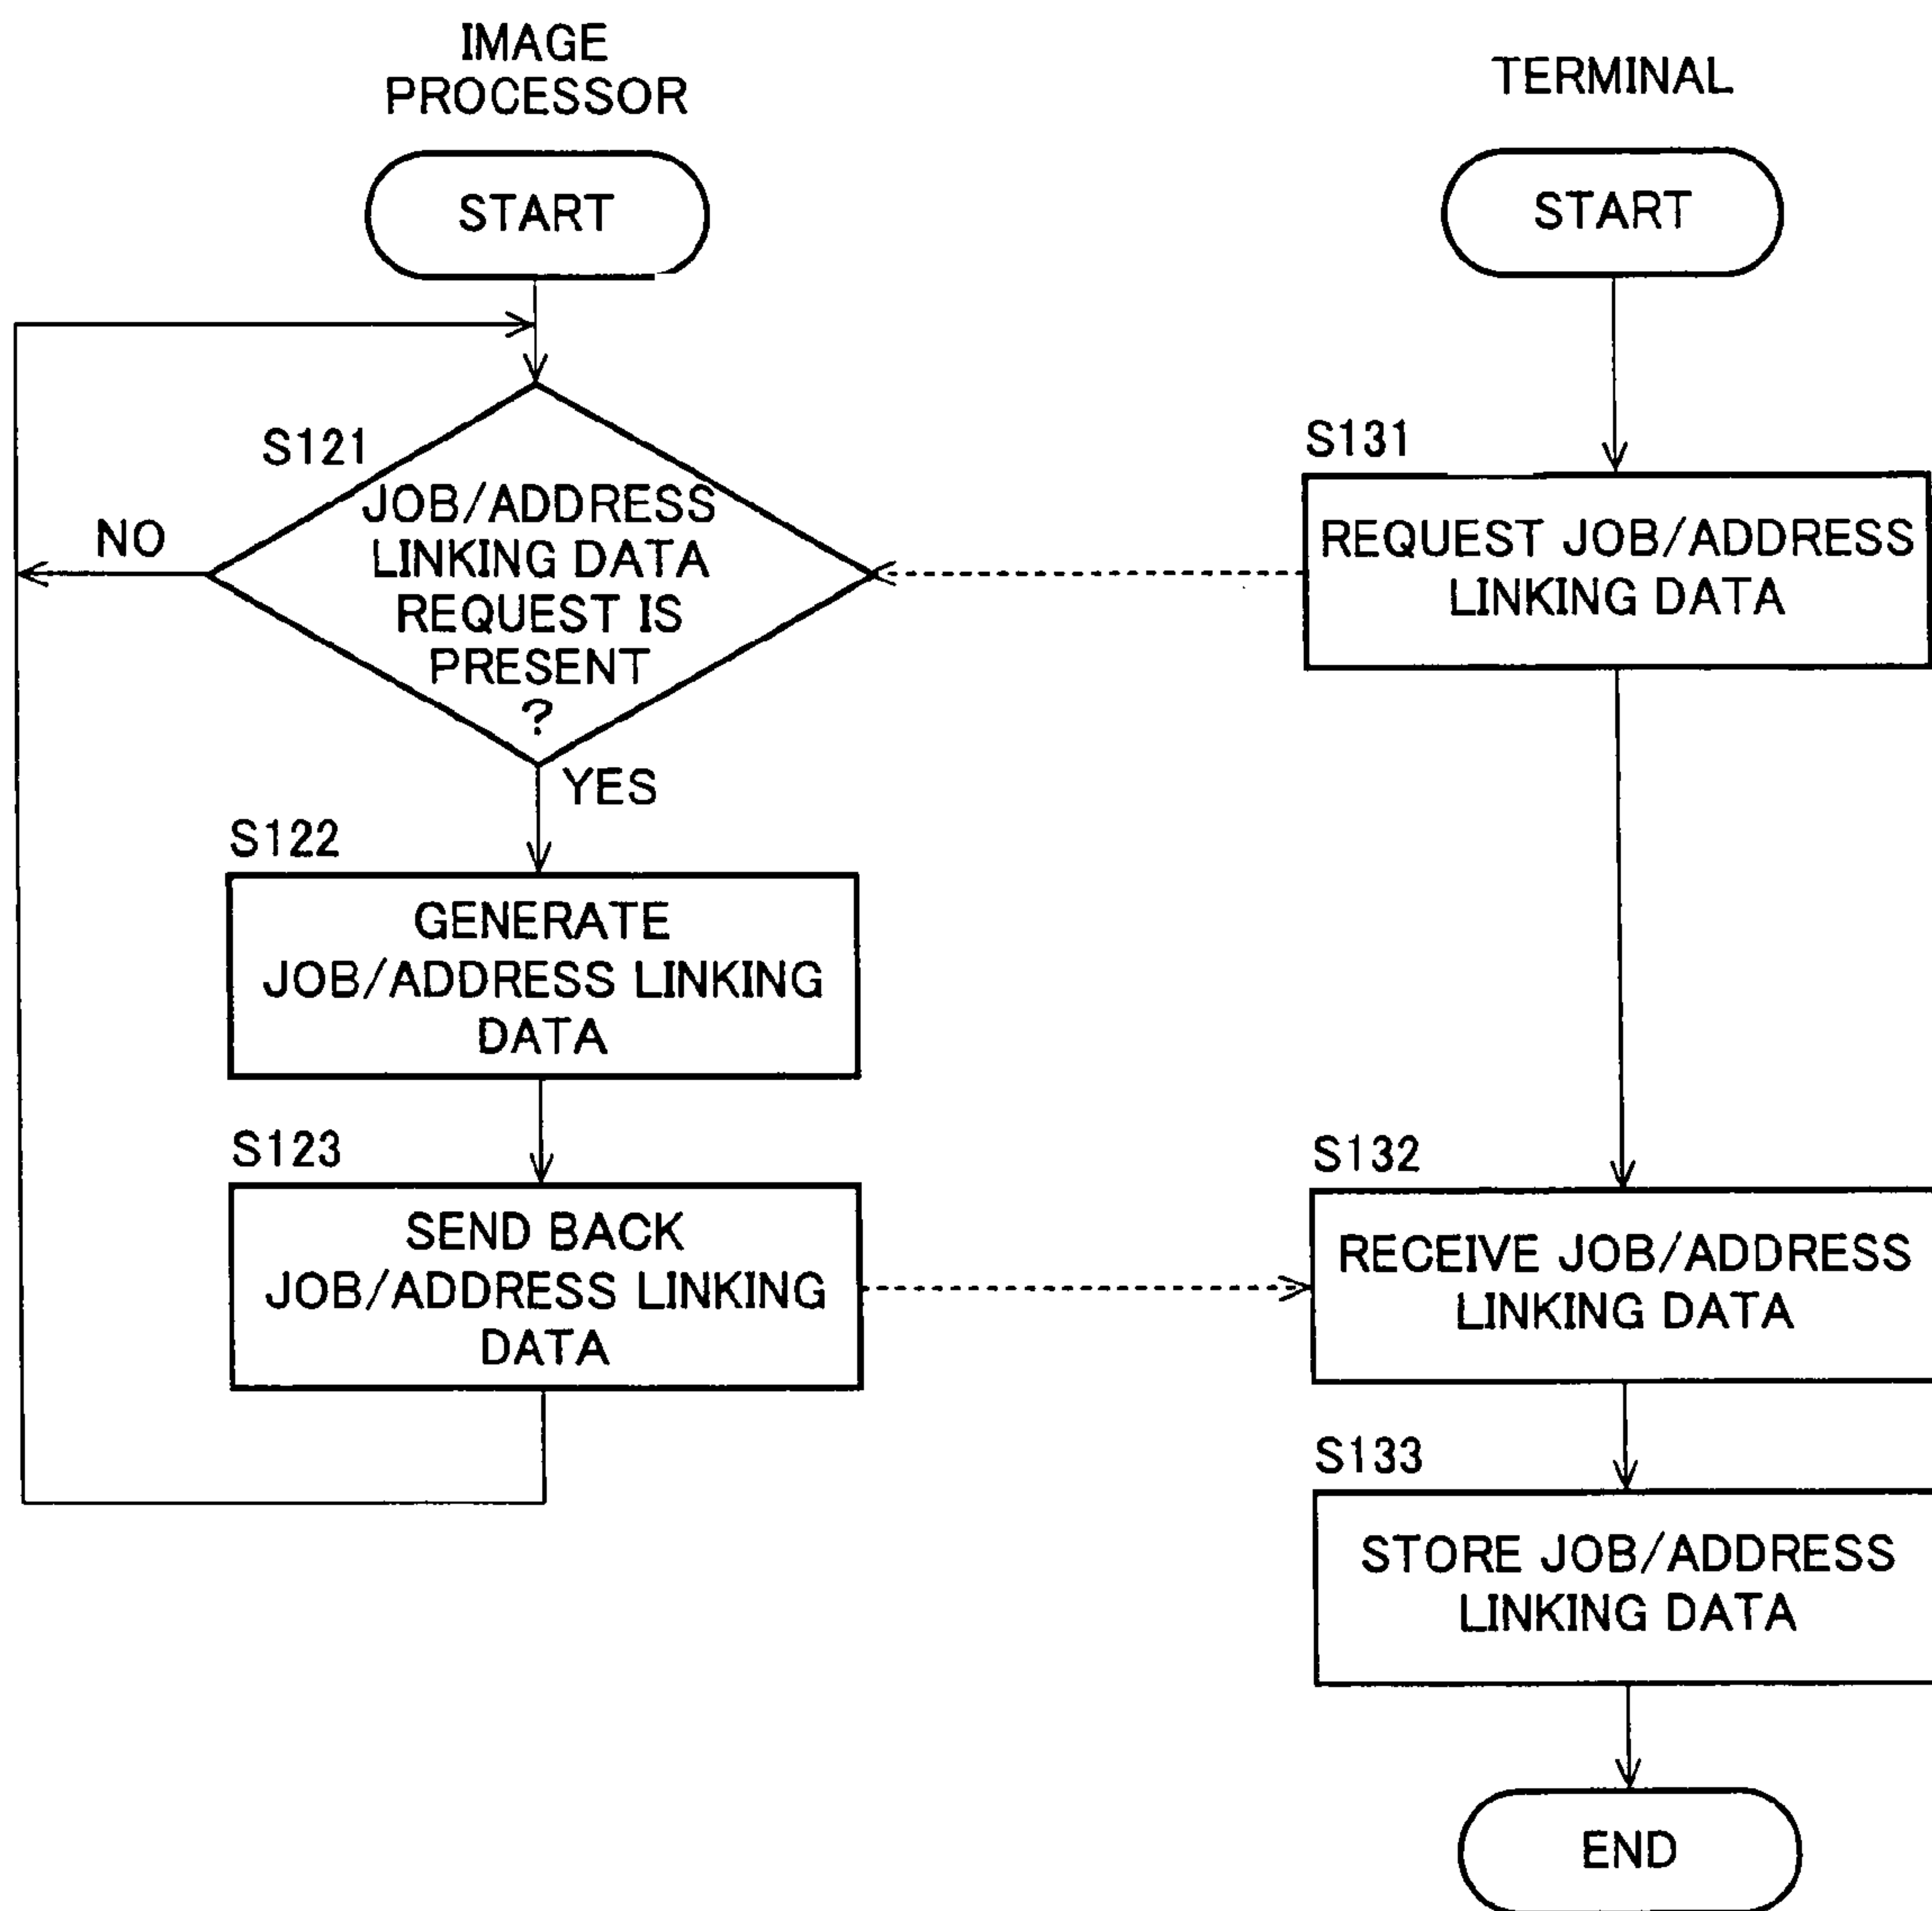 IMAGE
PROCESSOR
START
S121
JOB/ADDRESS
LINKING DATA
REQUEST IS
PRESENT
?
NO
YES
S122
GENERATE
JOB/ADDRESS LINKING
DATA
S123
SEND BACK
JOB/ADDRESS LINKING
DATA
TERMINAL
START
S131
REQUEST JOB/ADDRESS
LINKING DATA
S132
RECEIVE JOB/ADDRESS
LINKING DATA
S133
STORE JOB/ADDRESS
LINKING DATA
END